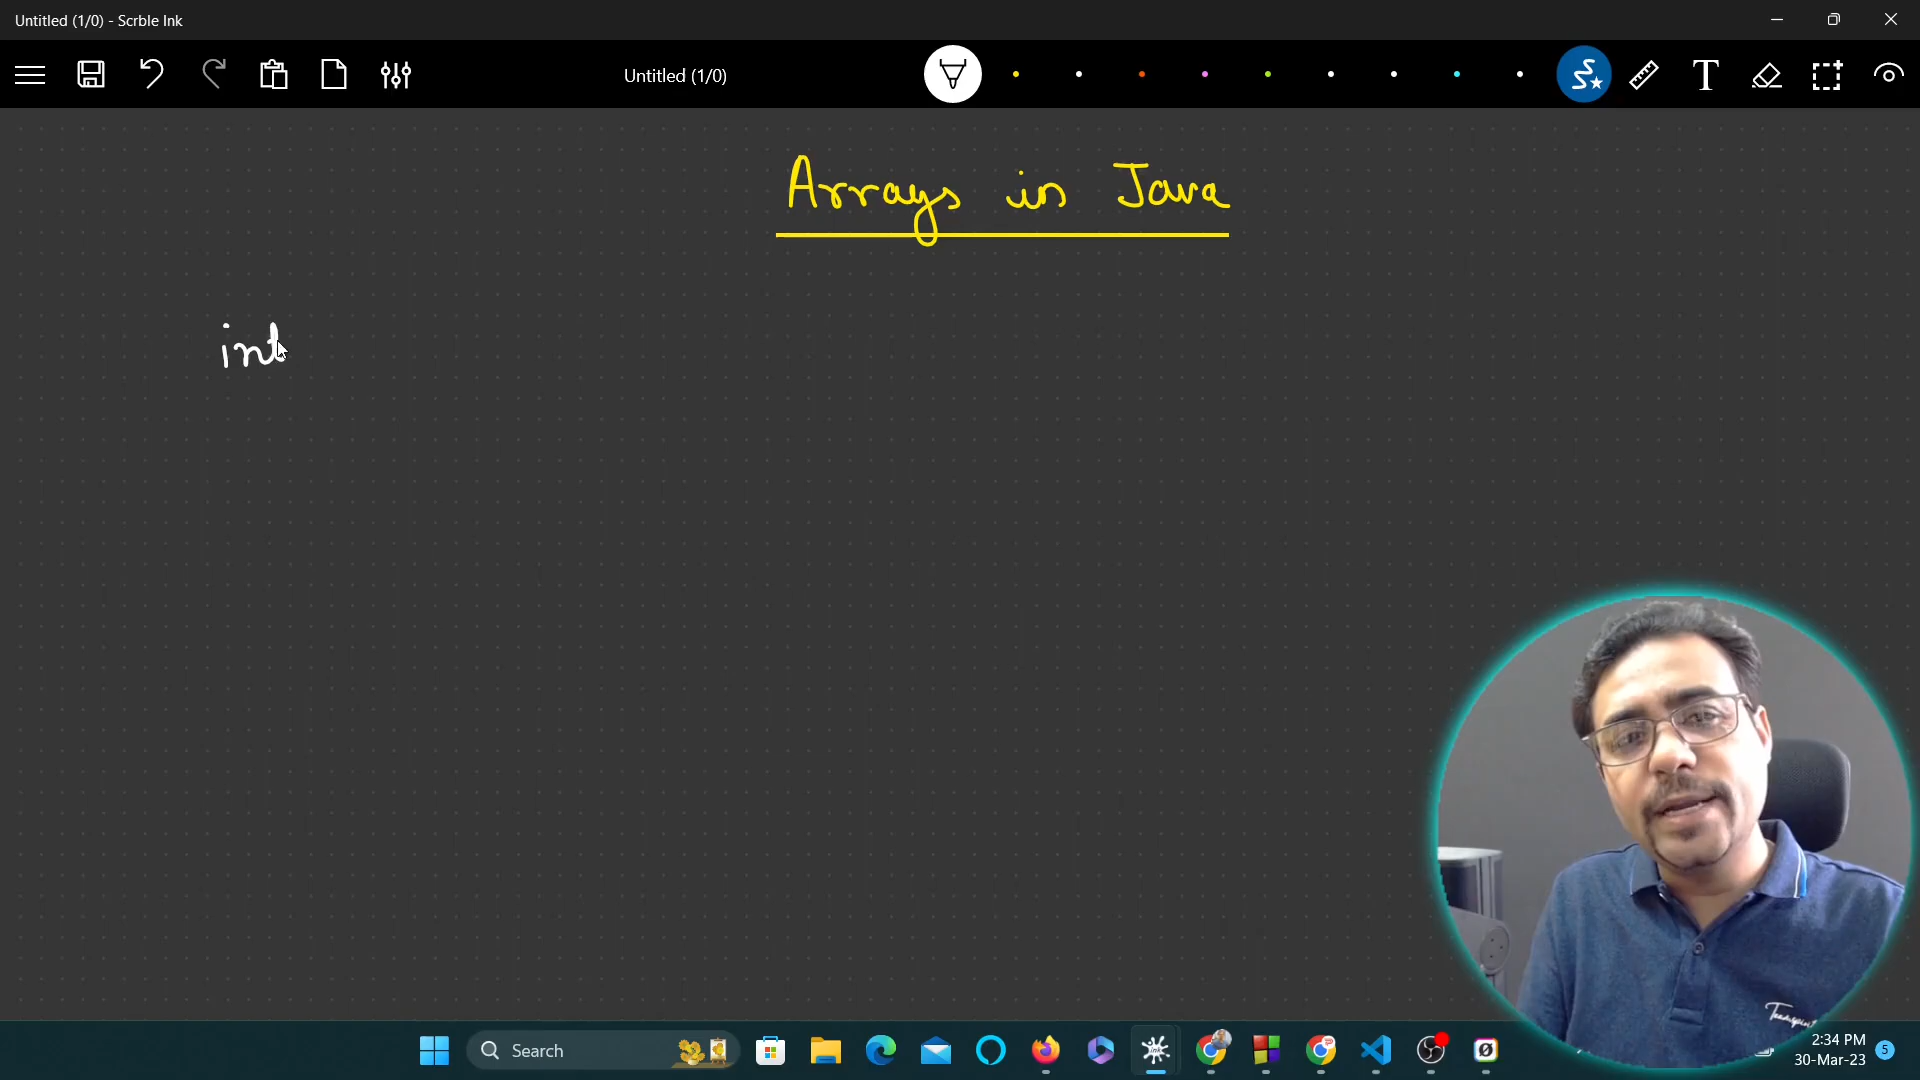 Untitled (1/0) - Scrble Ink
Untitled (1/0)
T
Arrays in Java
int
Search
2:34 PM
30-Mar-23
5